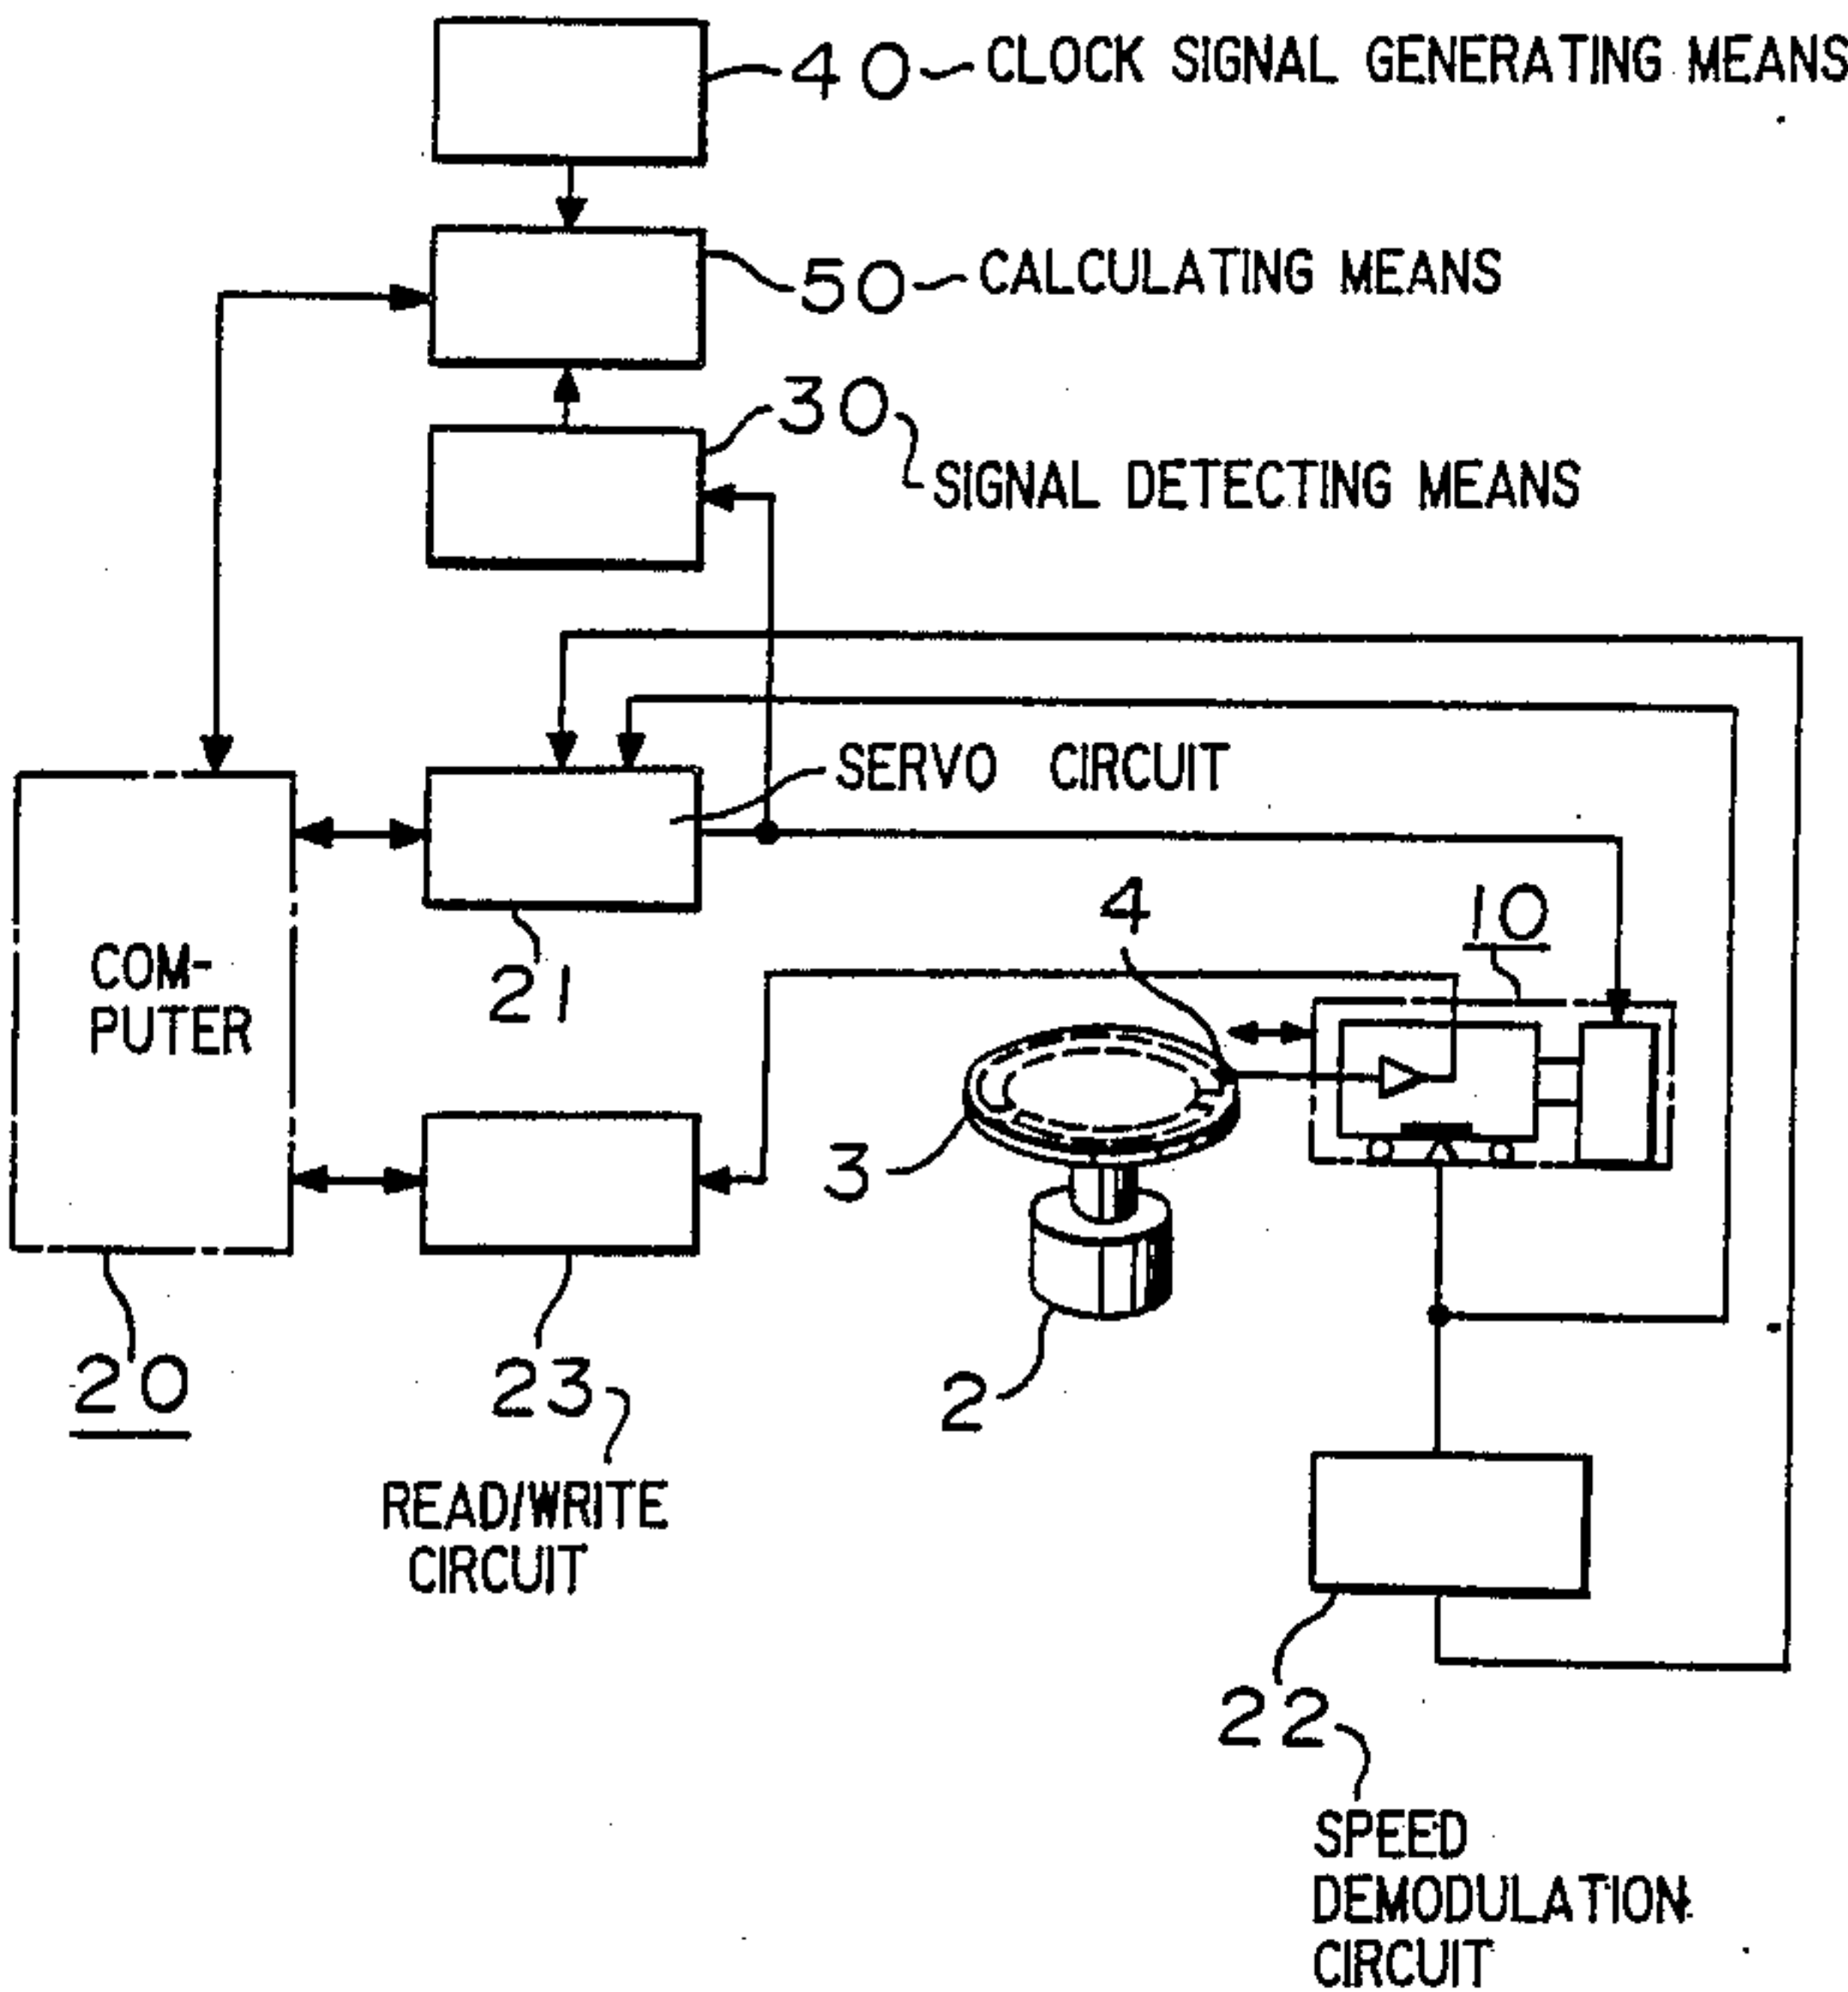 40 CLOCK SIGNAL GENERATING MEANS
50 CALCULATING MEANS
30
SIGNAL DETECTING MEANS
SERVO CIRCUIT
21
4
10
COM-
PUTER
3
2
20
23
READ/WRITE
CIRCUIT
22
SPEED
DEMODULATION
CIRCUIT